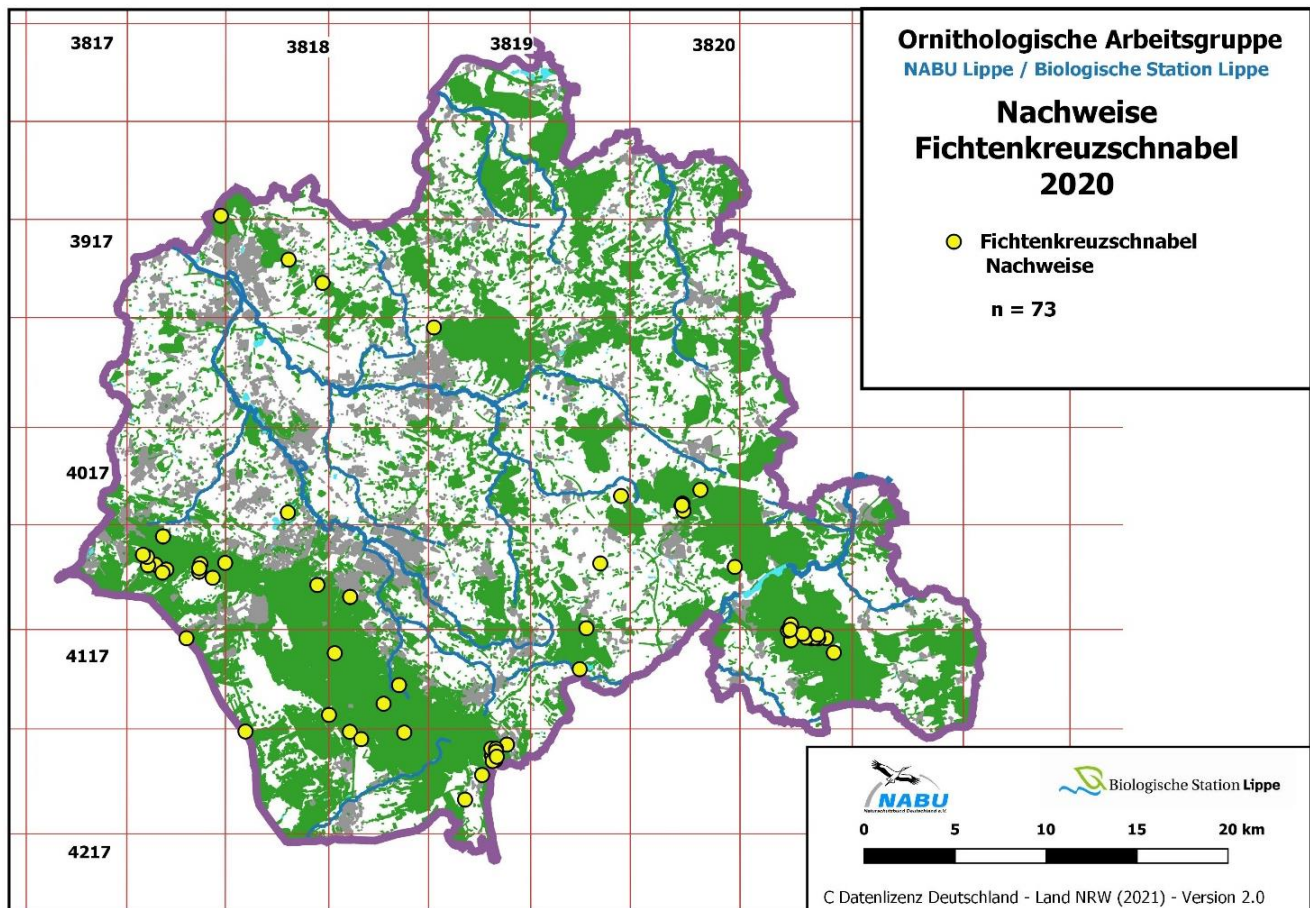 3817
3818
3819
3820
3917
4017
4117
4217
Ornithologische Arbeitsgruppe
NABU Lippe / Biologische Station Lippe
Nachweise
Fichtenkreuzschnabel
2020
Fichtenkreuzschnabel
Nachweise
n = 73
NABU
Naturschutzbund Deutschland e.V.
Biologische Station Lippe
0 5 10 15 20 km
C Datenlizenz Deutschland - Land NRW (2021) - Version 2.0